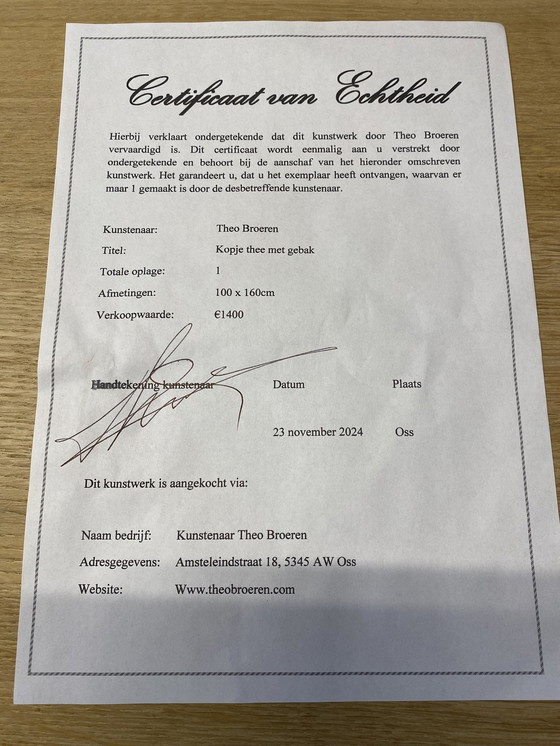 Certificaat van Echtheid
Hierbij verklaart ondergetekende dat dit kunstwerk door Theo Broeren
vervaardigd is. Dit certificaat wordt eenmalig aan u verstrekt door
ondergetekende en behoort bij de aanschaf van het hieronder omschreven
kunstwerk. Het garandeert u, dat u het exemplaar heeft ontvangen, waarvan er
maar 1 gemaakt is door de desbetreffende kunstenaar.
Kunstenaar: Theo Broeren
Titel: Kopje thee met gebak
Totale oplage: 1
Afmetingen: 100 x 160cm
Verkoopwaarde: €1400
Handtekening kunstenaar Datum Plaats
23 november 2024 Oss
Dit kunstwerk is aangekocht via:
Naam bedrijf: Kunstenaar Theo Broeren
Adresgegevens: Amsteleindstraat 18, 5345 AW Oss
Website: Www.theobroeren.com